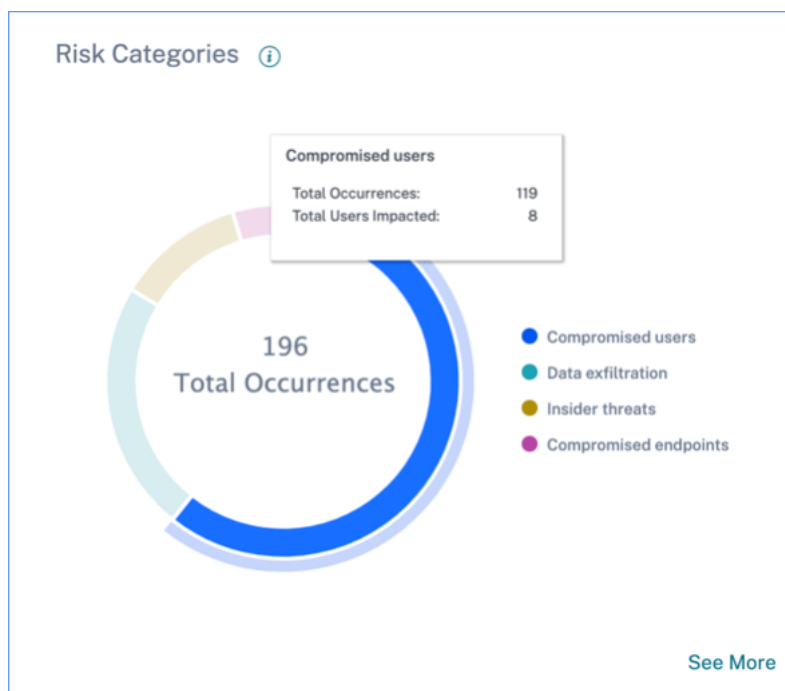 Risk Categories
Compromised users
Total Occurrences: 119
Total Users Impacted: 8
196
Total Occurrences
Compromised users
Data exfiltration
Insider threats
Compromised endpoints
See More